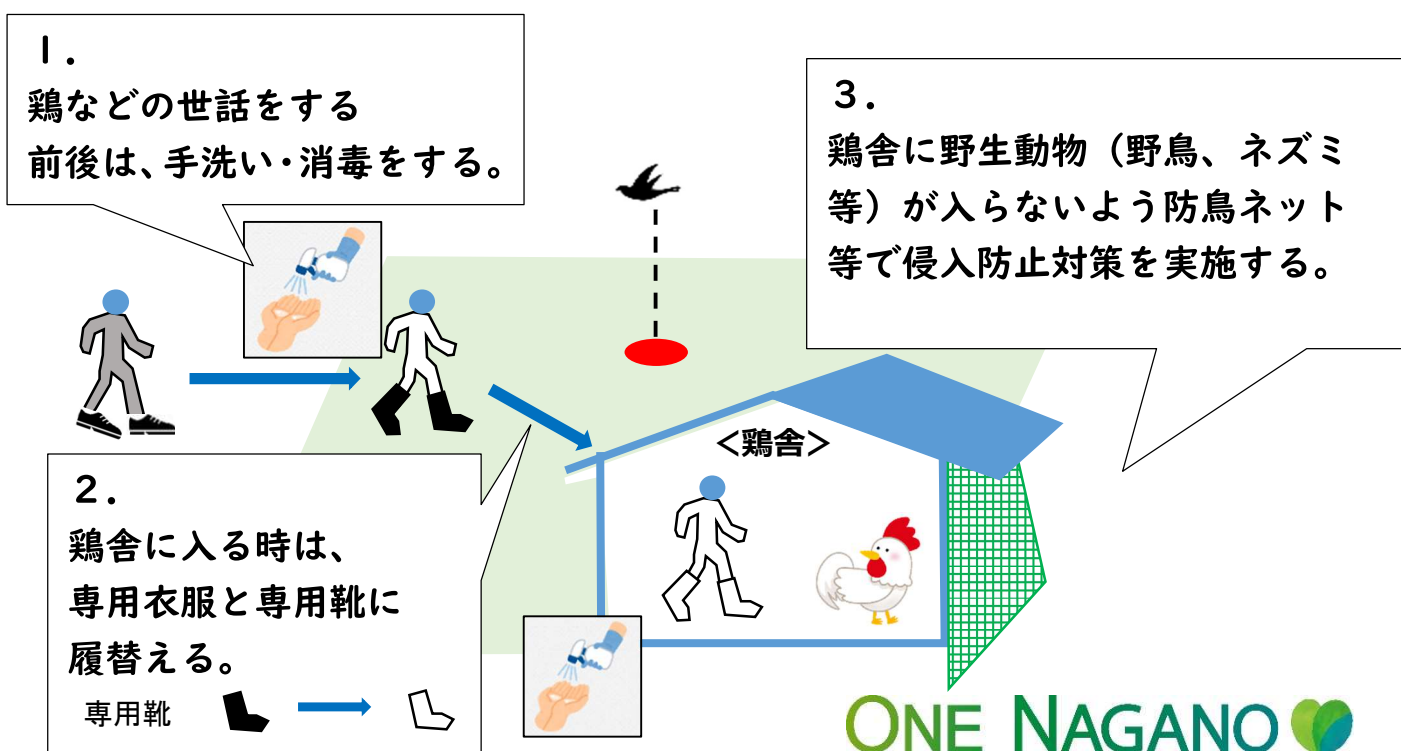 1.
鶏などの世話をする
前後は、手洗い・消毒をする。
3.
鶏舎に野生動物（野鳥、ネズミ
等）が入らないよう防鳥ネット
等で侵入防止対策を実施する。
<鶏舎>
2.
鶏舎に入る時は、
専用衣服と専用靴に
履替える。
専用靴
ONE NAGANO